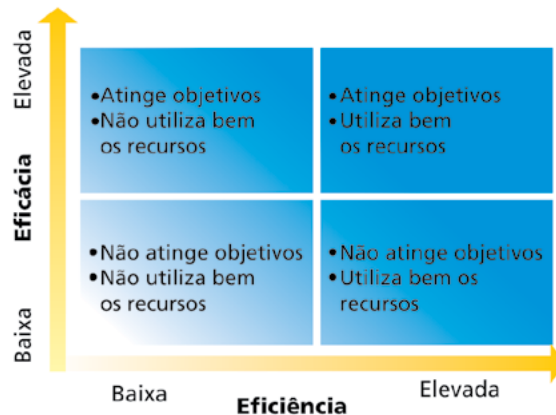 Elevada
Eficácia
Baixa
•Atinge objetivos
•Não utiliza bem
os recursos
•Atinge objetivos
•Utiliza bem
os recursos
•Não atinge objetivos
•Não utiliza bem
os recursos
•Não atinge objetivos
•Utiliza bem os
recursos
Baixa
Eficiência
Elevada